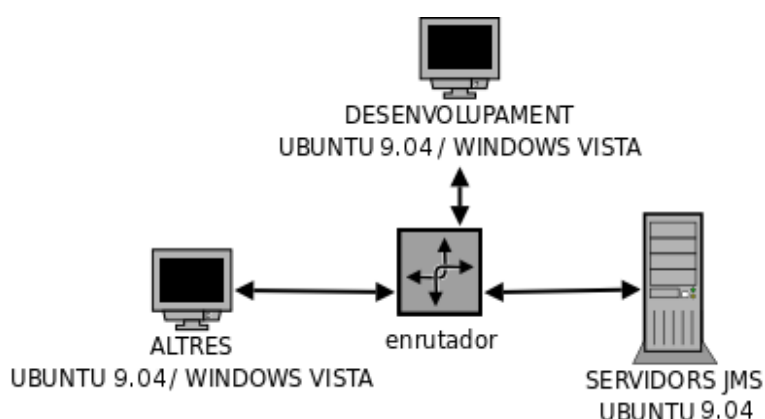 DESENVOLUPAMENT
UBUNTU 9.04 / WINDOWS VISTA
enrutador
ALTRES
UBUNTU 9.04 / WINDOWS VISTA
SERVIDORS JMS
UBUNTU 9.04